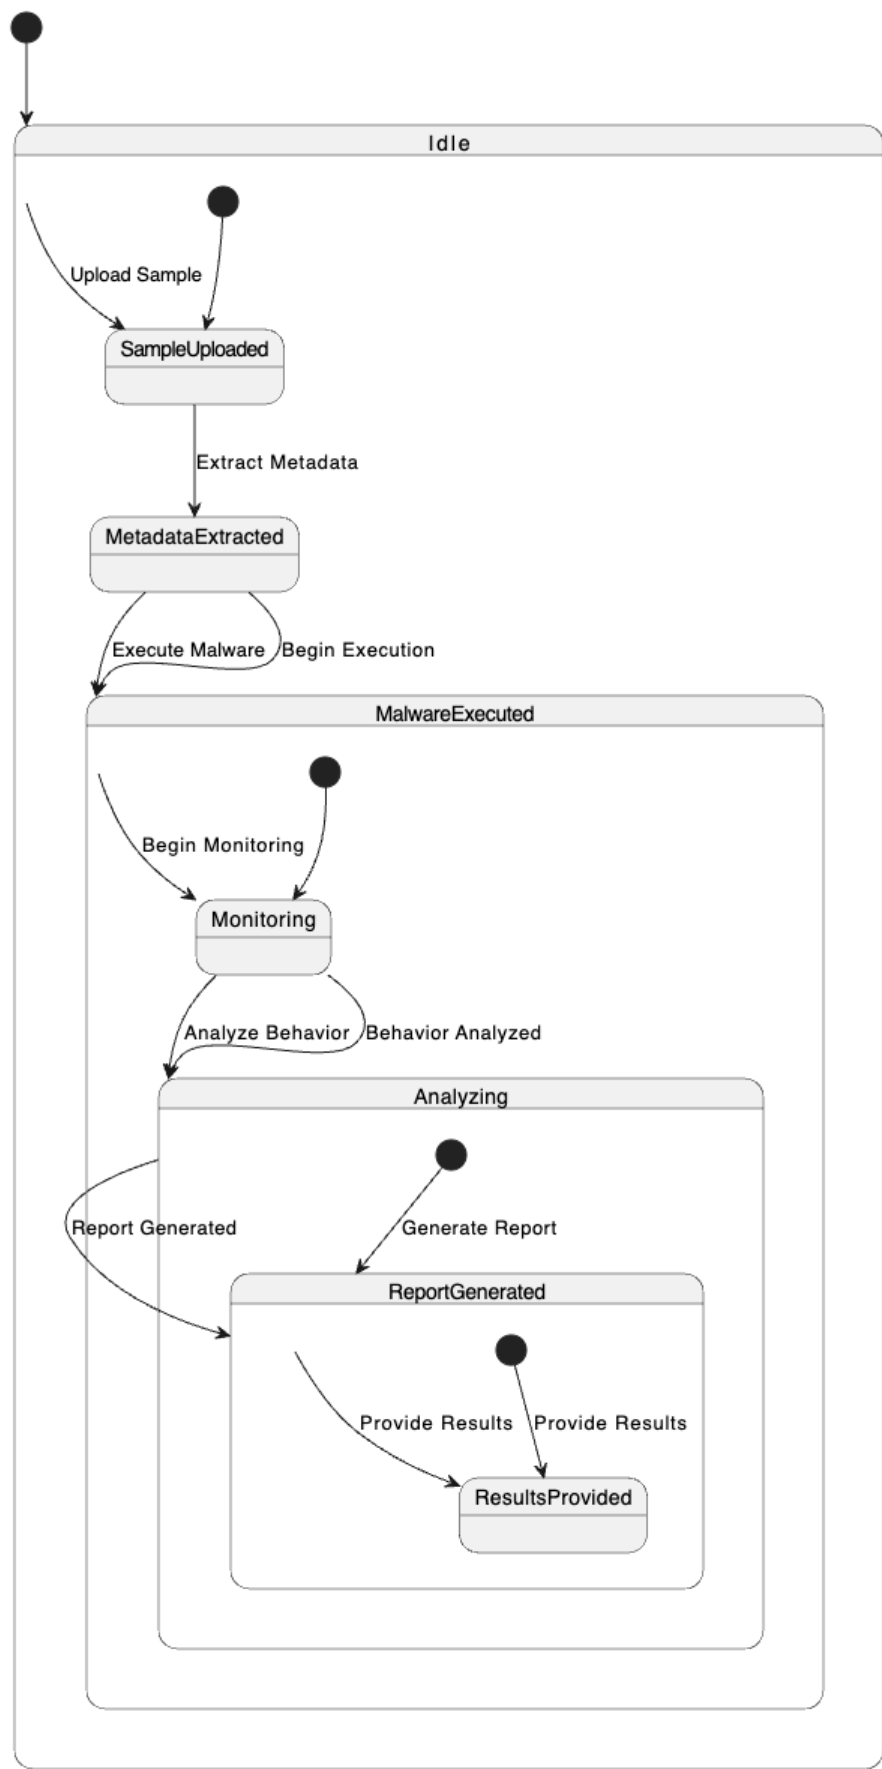 Idle
Upload Sample
SampleUploaded
Extract Metadata
MetadataExtracted
Execute Malware
Begin Execution
MalwareExecuted
Begin Monitoring
Monitoring
Analyze Behavior
Behavior Analyzed
Analyzing
Report Generated
Generate Report
ReportGenerated
Provide Results
Provide Results
ResultsProvided